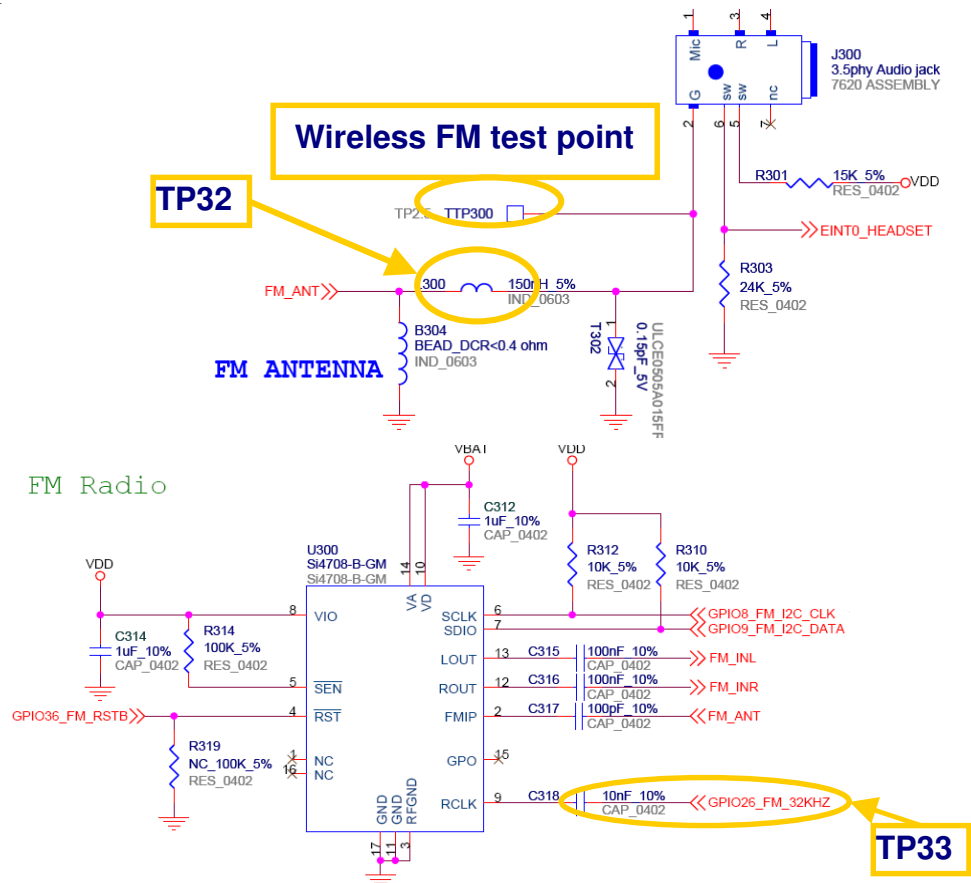 1
3
4
Mic
R
L
J300
3.5phy Audio jack
7620 ASSEMBLY
G
sw
sw
nc
2
6
5
7
Wireless FM test point
R301
15K_5%
RES_0402
VDD
TP32
TTP300
EINT0_HEADSET
R303
24K_5%
RES_0402
FM_ANT
150nH_5%
IND_0603
B304
BEAD_DCR<0.4 ohm
IND_0603
1
T302
2
0.15pF_5V
ULCE0505A015FR
FM ANTENNA
FM Radio
VBAT
VDD
C312
1uF_10%
CAP_0402
U300
Si4708-B-GM
Si4708-B-GM
R312
10K_5%
RES_0402
R310
10K_5%
RES_0402
VDD
14
10
VA
VD
8
VIO
SCLK
6
GPIO8_FM_I2C_CLK
SDIO
7
GPIO9_FM_I2C_DATA
C314
1uF_10%
CAP_0402
R314
100K_5%
RES_0402
LOUT
13
C315
100nF_10%
CAP_0402
FM_INL
5
SEN
ROUT
12
C316
100nF_10%
CAP_0402
FM_INR
GPIO36_FM_RSTB
4
RST
FMIP
2
C317
100pF_10%
CAP_0402
FM_ANT
R319
NC_100K_5%
RES_0402
1
NC
16
NC
GPO
15
RCLK
9
C318
10nF_10%
CAP_0402
GPIO26_FM_32KHZ
GND
GND
RFGND
17
11
3
TP33